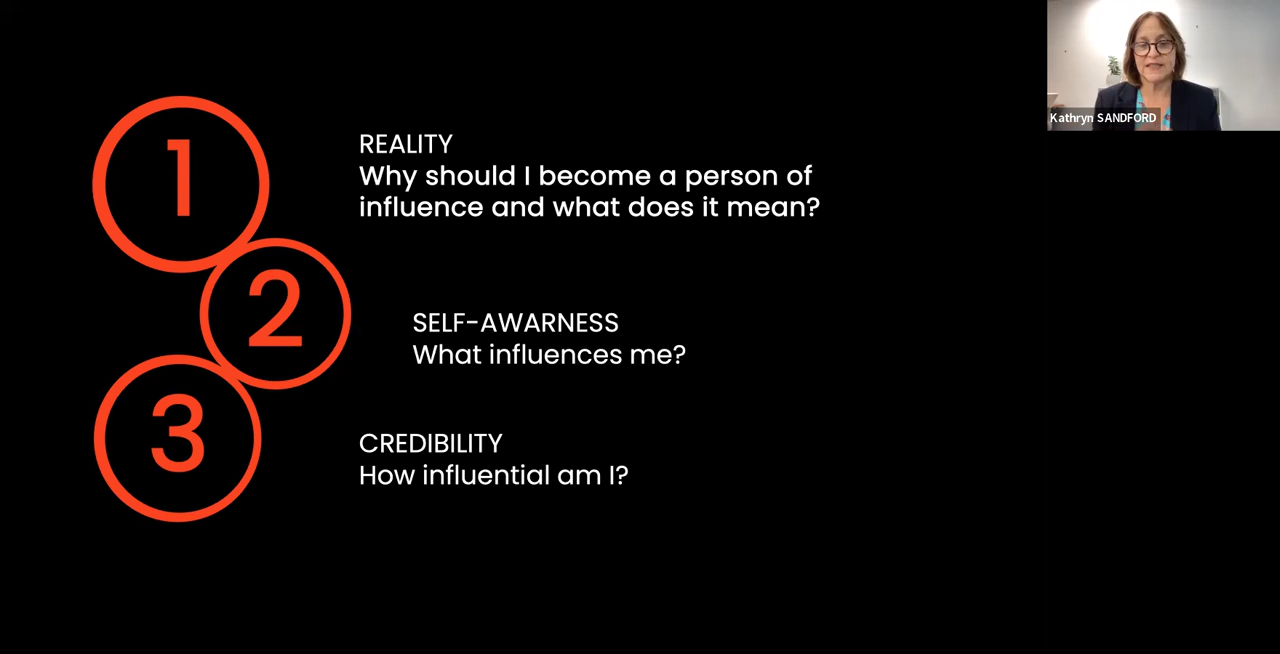 1
REALITY
Why should I become a person of
influence and what does it mean?
2
SELF-AWARNESS
What influences me?
3
CREDIBILITY
How influential am I?
Kathryn SANDFORD